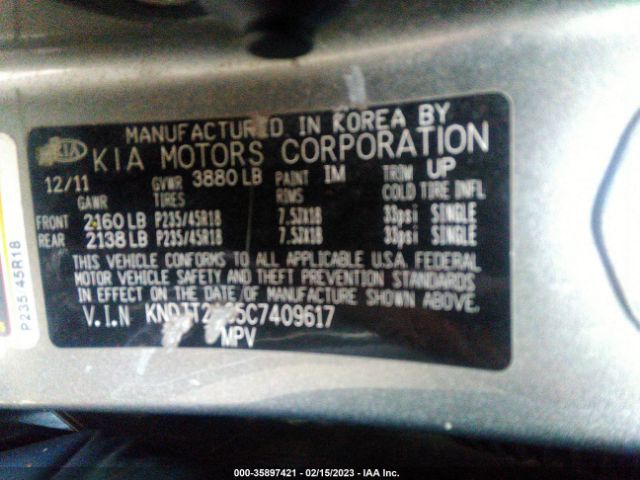 MANUFACTURED IN KOREA BY
KIA KIA MOTORS CORPORATION
12/11 GVWR 3880 LB PAINT IM TRIM UP
GAWR TIRES RIMS COLD TIRE INFL
FRONT 2160 LB P235/45R18 7.5JX18 33psi SINGLE
REAR 2138 LB P235/45R18 7.5JX18 33psi SINGLE
THIS VEHICLE CONFORMS TO ALL APPLICABLE U.S.A. FEDERAL
MOTOR VEHICLE SAFETY AND THEFT PREVENTION STANDARDS
IN EFFECT ON THE DATE OF MANUFACTURE SHOWN ABOVE.
V.I.N
MPV
P235 45R18
000-35897421 - 02/15/2023 - IAA Inc.